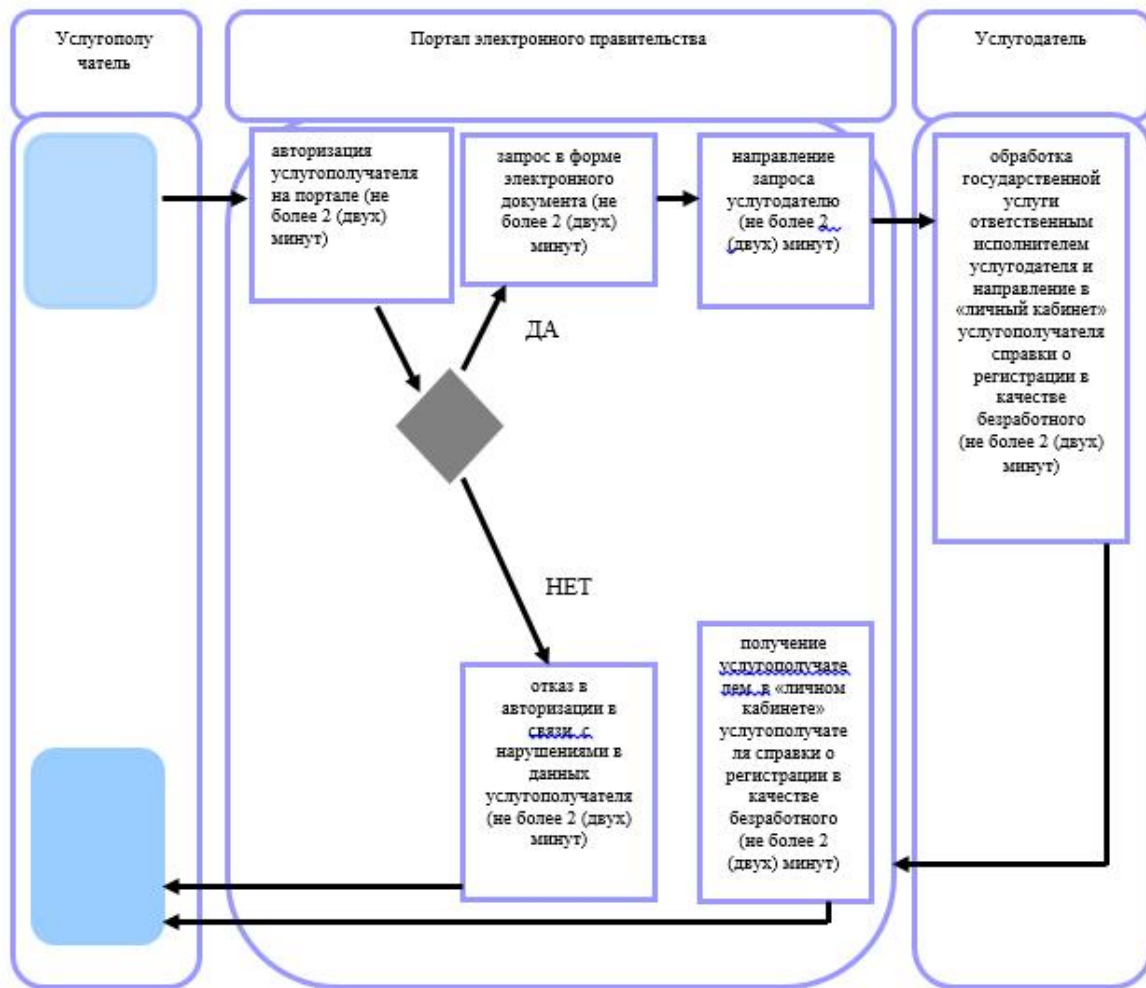 Услугополу
чатель
Портал электронного правительства
Услугодатель
авторизация
услугополучателя
на портале (не
более 2 (двух)
минут)
запрос в форме
электронного
документа (не
более 2 (двух)
минут)
направление
запроса
услугодателю
(не более 2
(двух) минут)
обработка
государственной
услуги
ответственным
исполнителем
услугодателя и
направление в
«личный кабинет»
услугополучателя
справки о
регистрации в
качестве
безработного
(не более 2 (двух)
минут)
ДА
НЕТ
отказ в
авторизации в
связи с
нарушениями в
данных
услугополучателя
(не более 2 (двух)
минут)
получение
услугополучате
лем в «личном
кабинете»
услугополучате
ля справки о
регистрации в
качестве
безработного
(не более 2
(двух) минут)